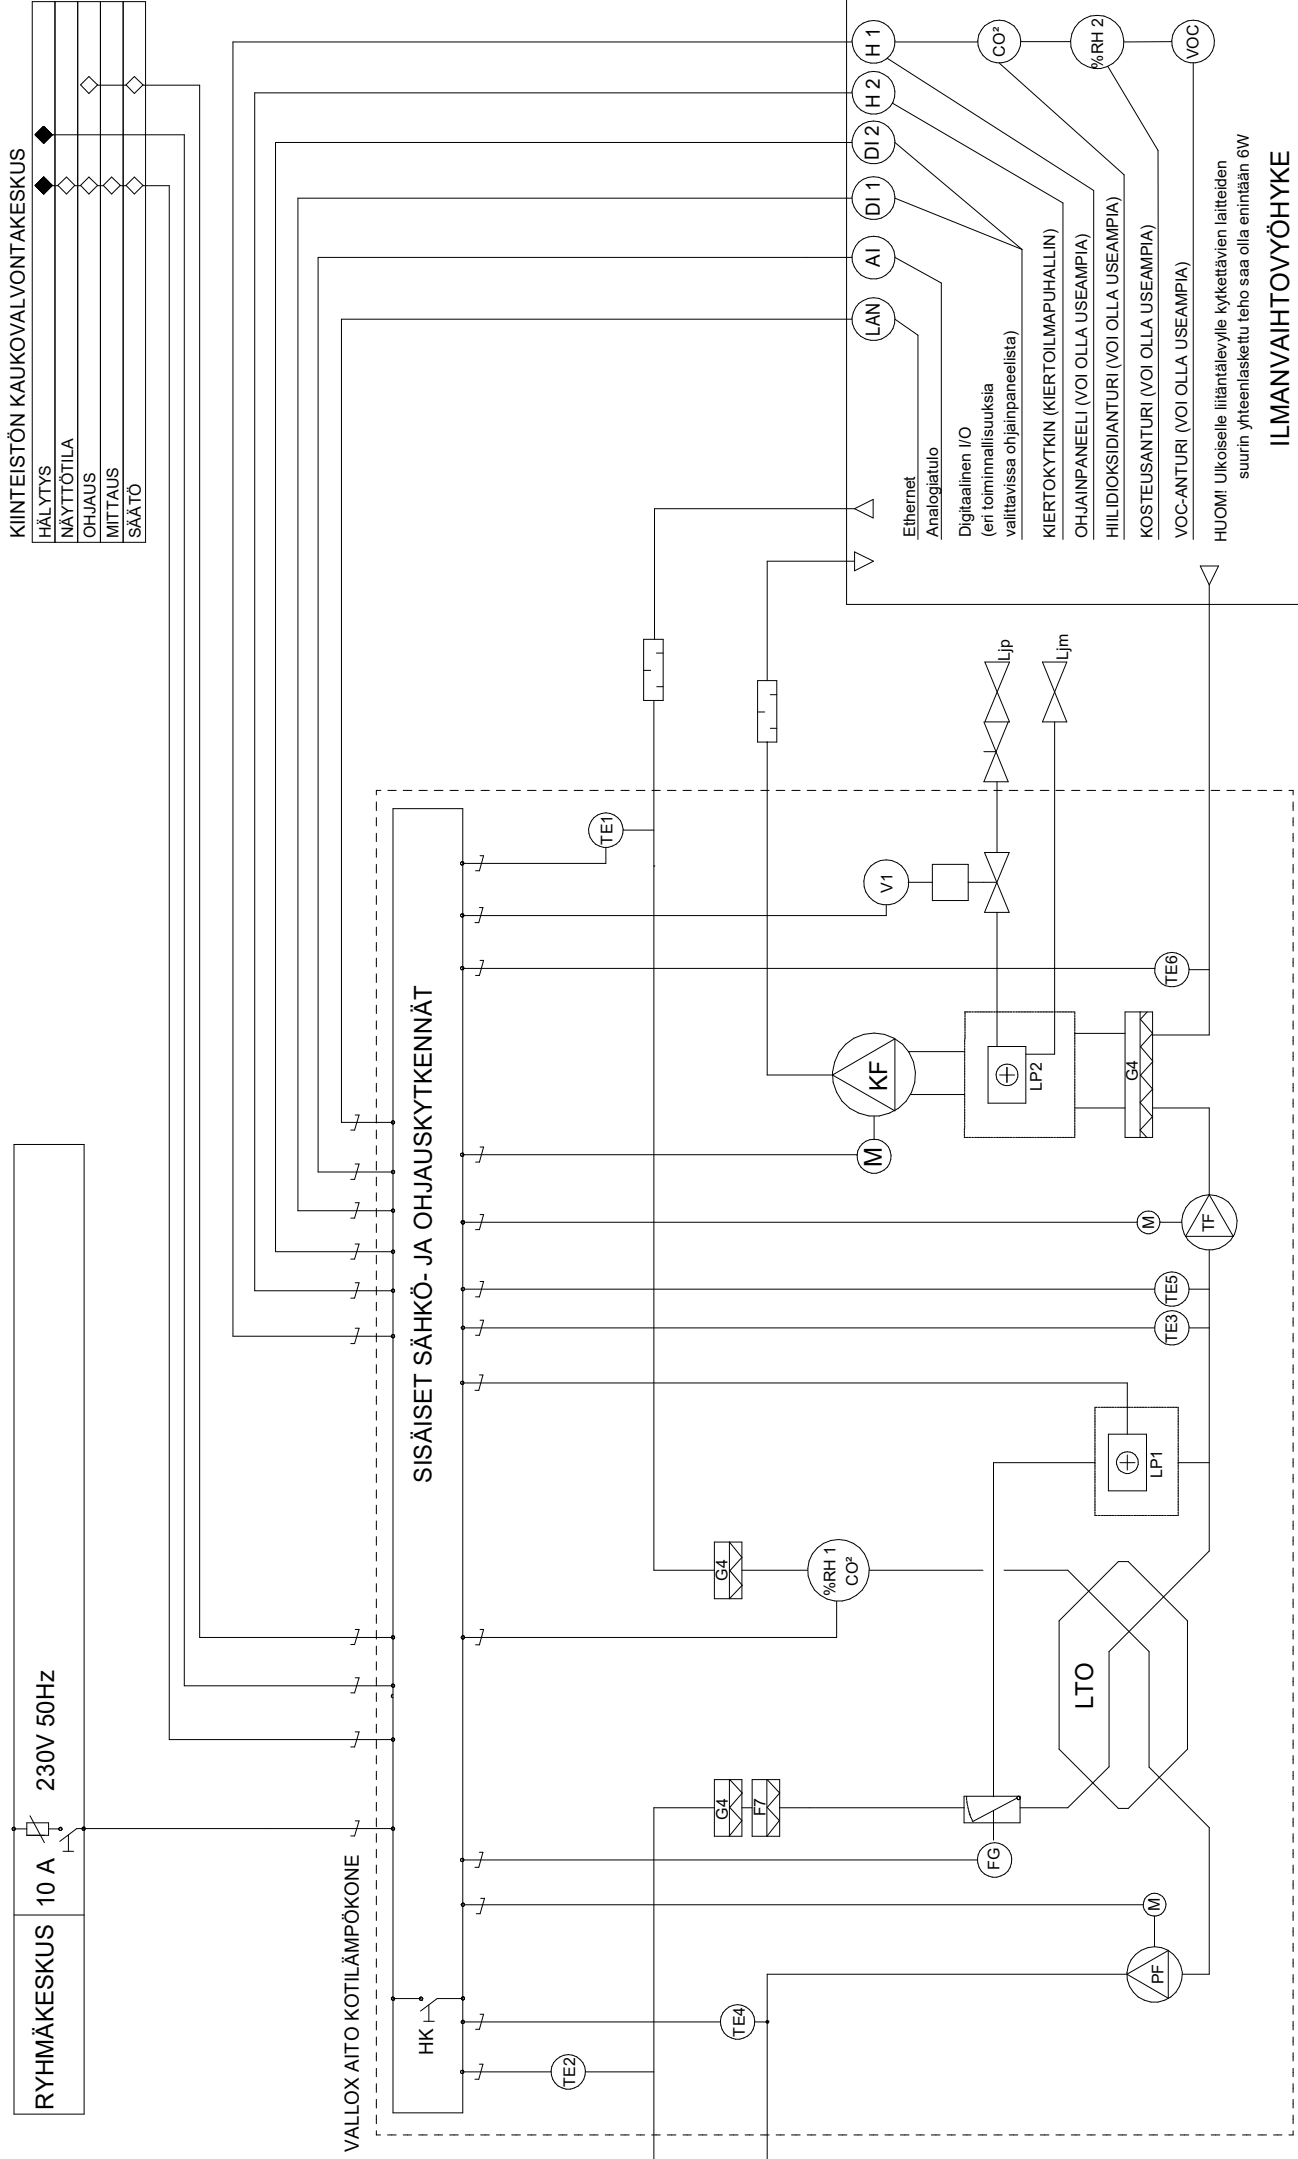 RYHMÄKESKUS 10 A 230V 50Hz
KIINTEISTÖN KAUKOVALVONTAKESKUS
HÄLYTYS
NÄYTTÖTILA
OHJAUS
MITTAUS
SÄÄTÖ
VALLOX AITO KOTILÄMPÖKONE
SISÄISET SÄHKÖ- JA OHJAUSKYTKENNÄT
HK
TE2
TE4
TE1
G4
F7
G4
%RH 1
CO²
FG
M
PF
LTO
LP1
TE3
TE5
M
TF
M
KF
LP2
G4
TE6
V1
Ljp
Ljm
LAN
AI
DI 1
DI 2
H 2
H 1
CO²
%RH 2
VOC
Ethernet
Analogiatulo
Digitaalinen I/O
(eri toiminnallisuuksia
valittavissa ohjainpaneelista)
KIERTOKYTKIN (KIERTOILMAPUHALLIN)
OHJAINPANEELI (VOI OLLA USEAMPIA)
HIILIDIOKSIDIANTURI (VOI OLLA USEAMPIA)
KOSTEUSANTURI (VOI OLLA USEAMPIA)
VOC-ANTURI (VOI OLLA USEAMPIA)
HUOM! Ulkoiselle liitäntälevylle kytkettävien laitteiden
suurin yhteenlaskettu teho saa olla enintään 6W
ILMANVAIHTOVYÖHYKE